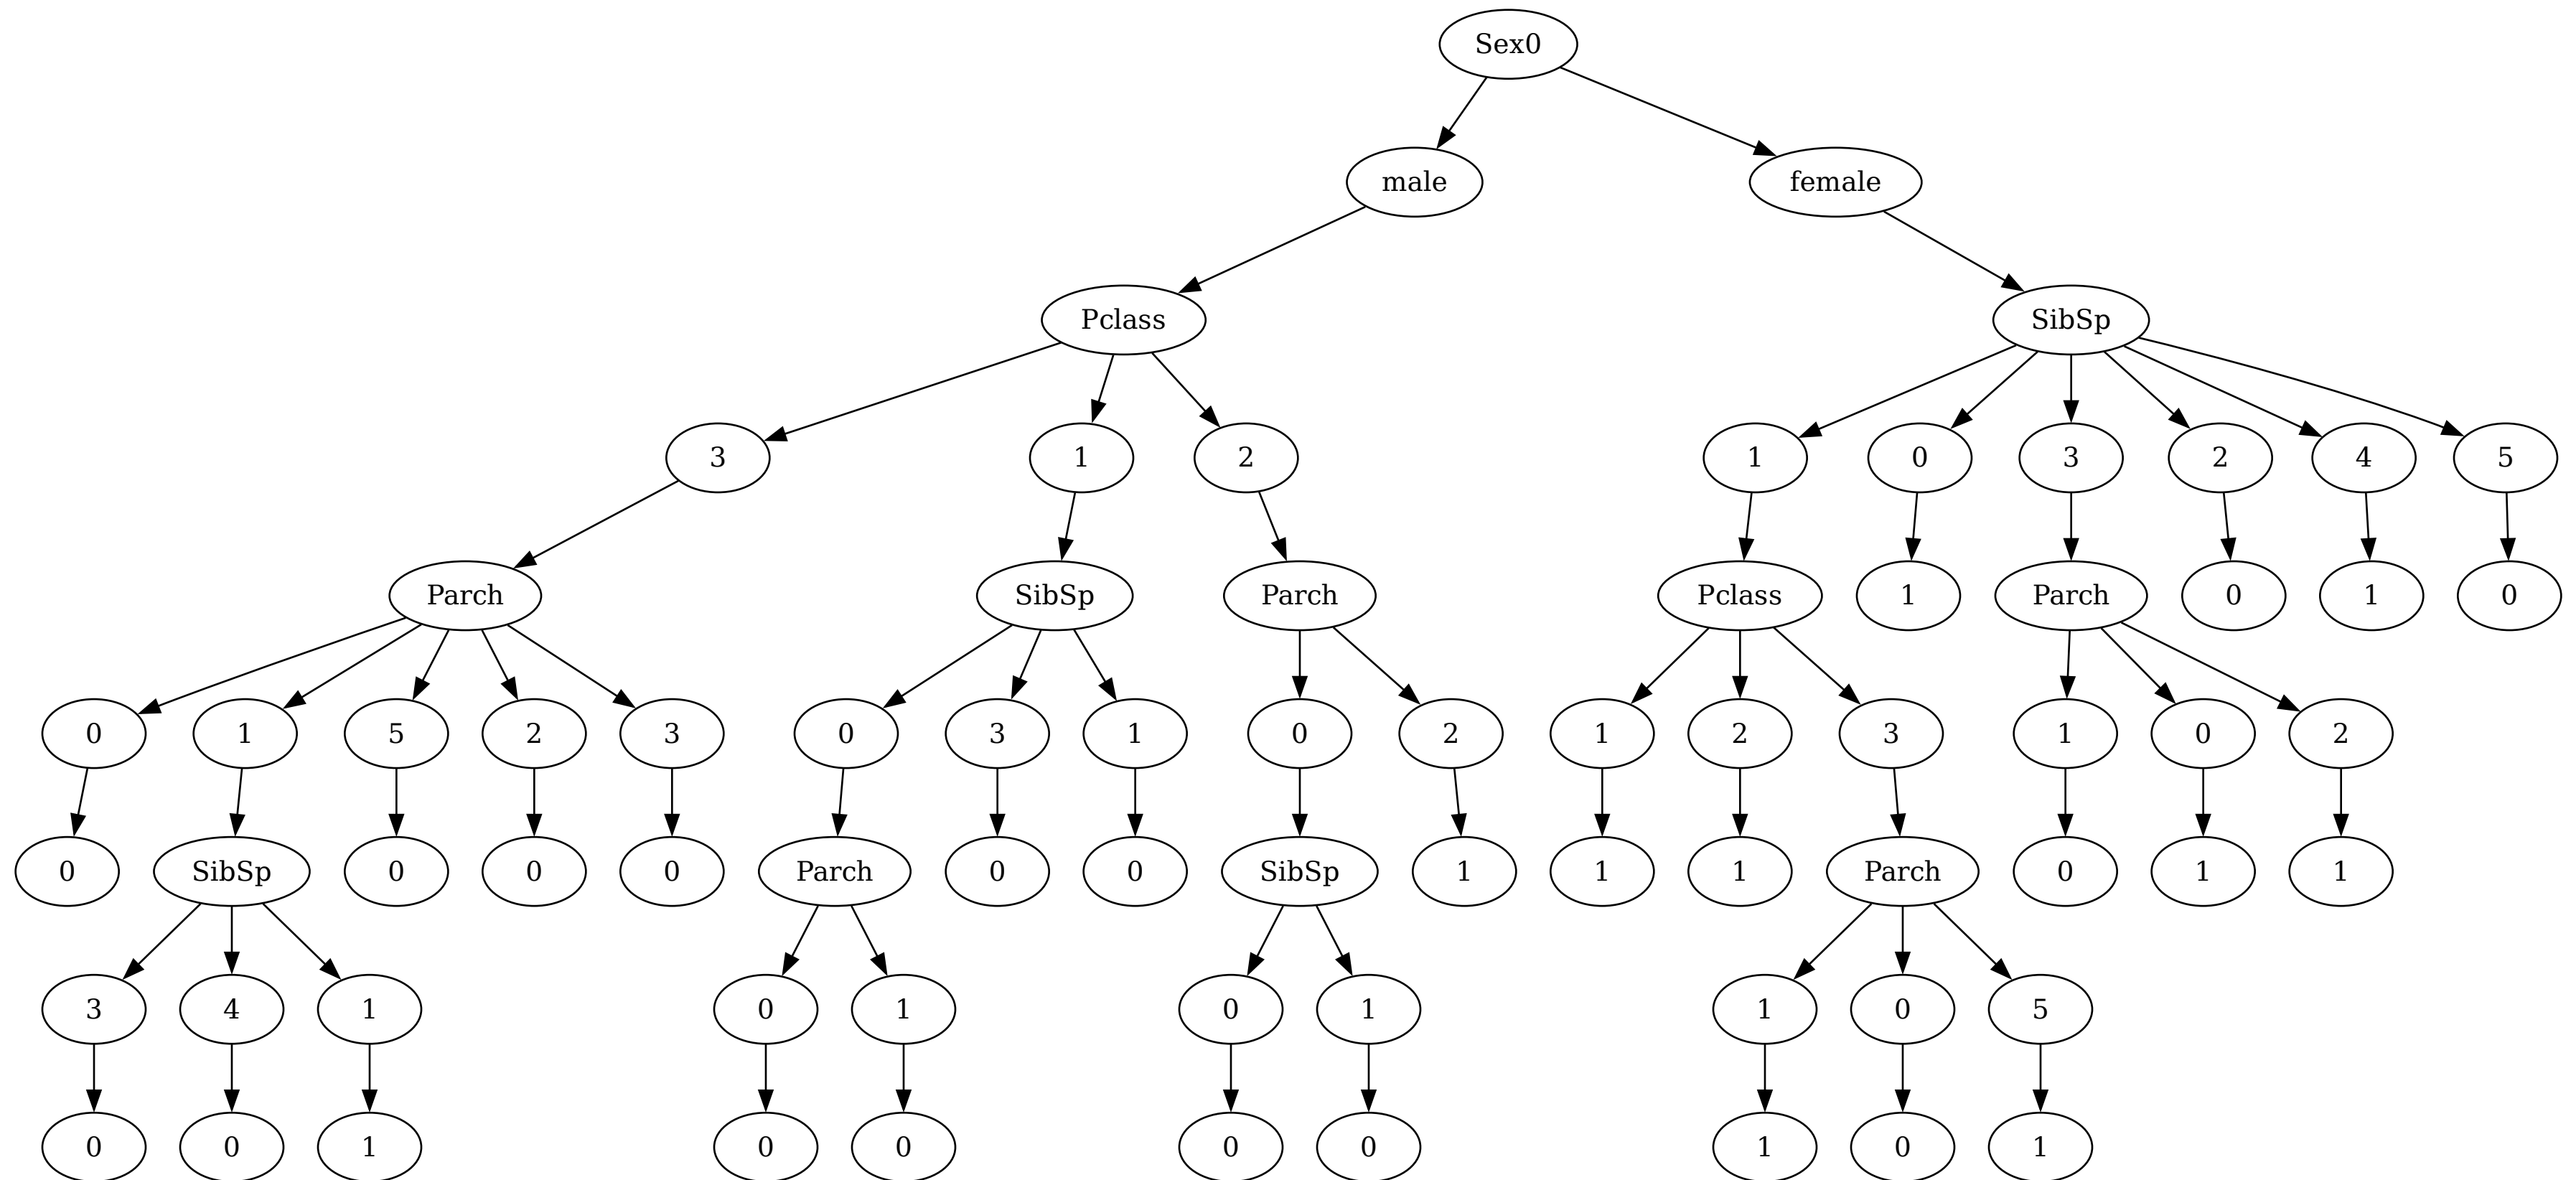 Sex0
male female
Pclass SibSp
3 1 2 1 0 3 2 4 5
Parch SibSp Parch Pclass 1 Parch 0 1 0
0 1 5 2 3 0 3 1 0 2 1 2 3 1 0 2
0 SibSp 0 0 0 Parch 0 0 SibSp 1 1 1 Parch 0 1 1
3 4 1 0 1 0 1 1 0 5
0 0 1 0 0 0 0 1 0 1